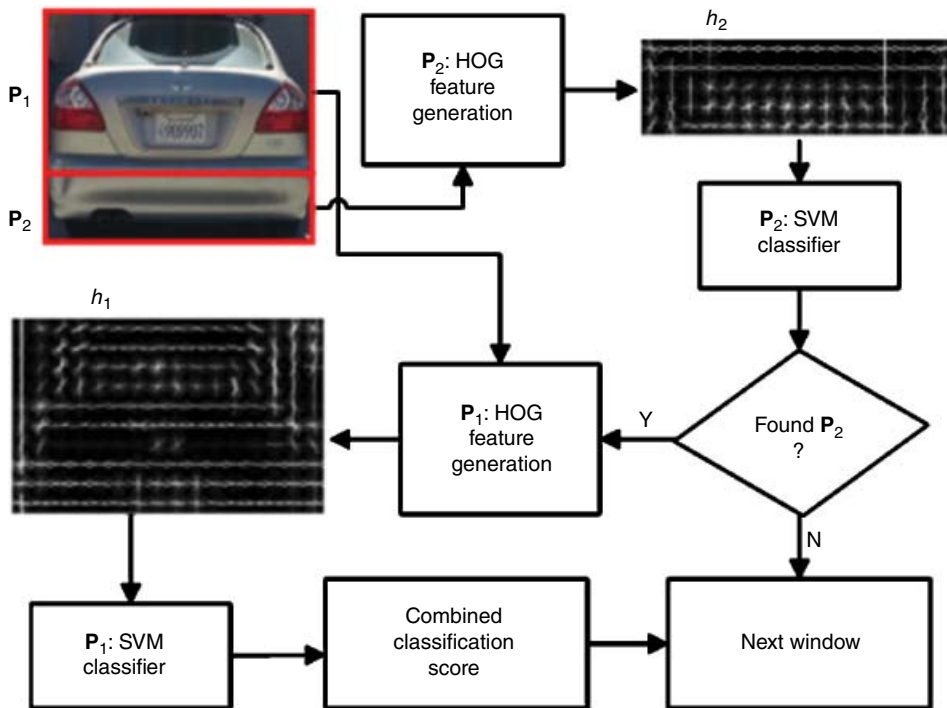 P1
P2
P2: HOG
feature
generation
h2
P2: SVM
classifier
Found P2
?
Y
N
h1
P1: HOG
feature
generation
P1: SVM
classifier
Combined
classification
score
Next window